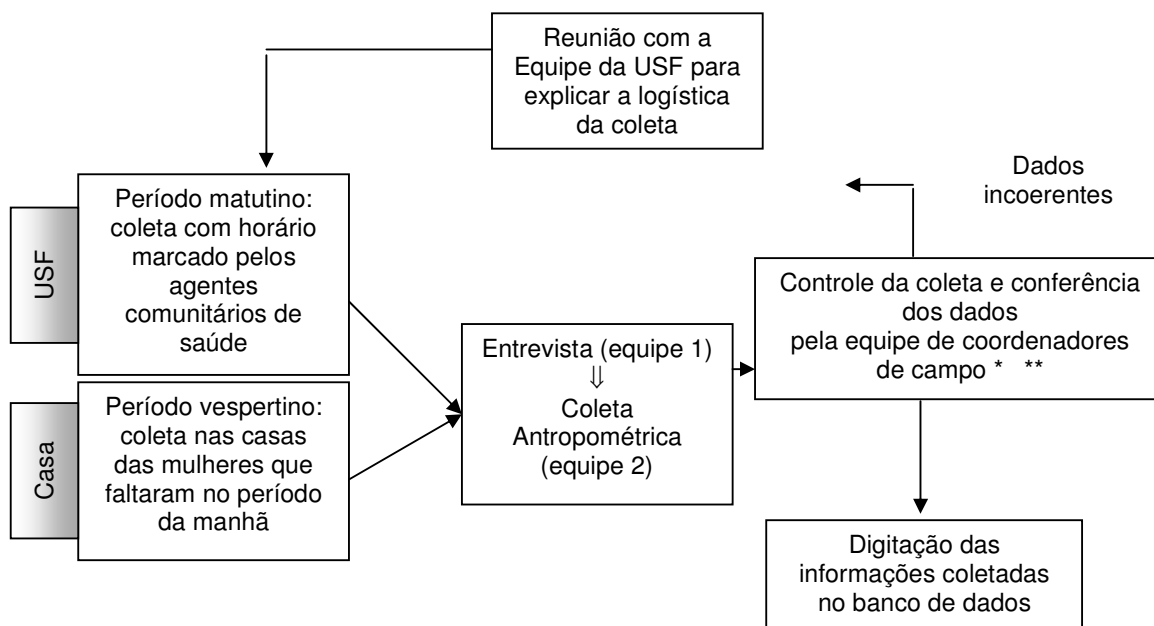 Reunião com a
Equipe da USF para
explicar a logística
da coleta
Dados
incoerentes
USF
Período matutino:
coleta com horário
marcado pelos
agentes
comunitários de
saúde
Controle da coleta e conferência
dos dados
pela equipe de coordenadores
de campo * **
Entrevista (equipe 1)
⇓
Coleta
Antropométrica
(equipe 2)
Casa
Período vespertino:
coleta nas casas
das mulheres que
faltaram no período
da manhã
Digitação das
informações coletadas
no banco de dados